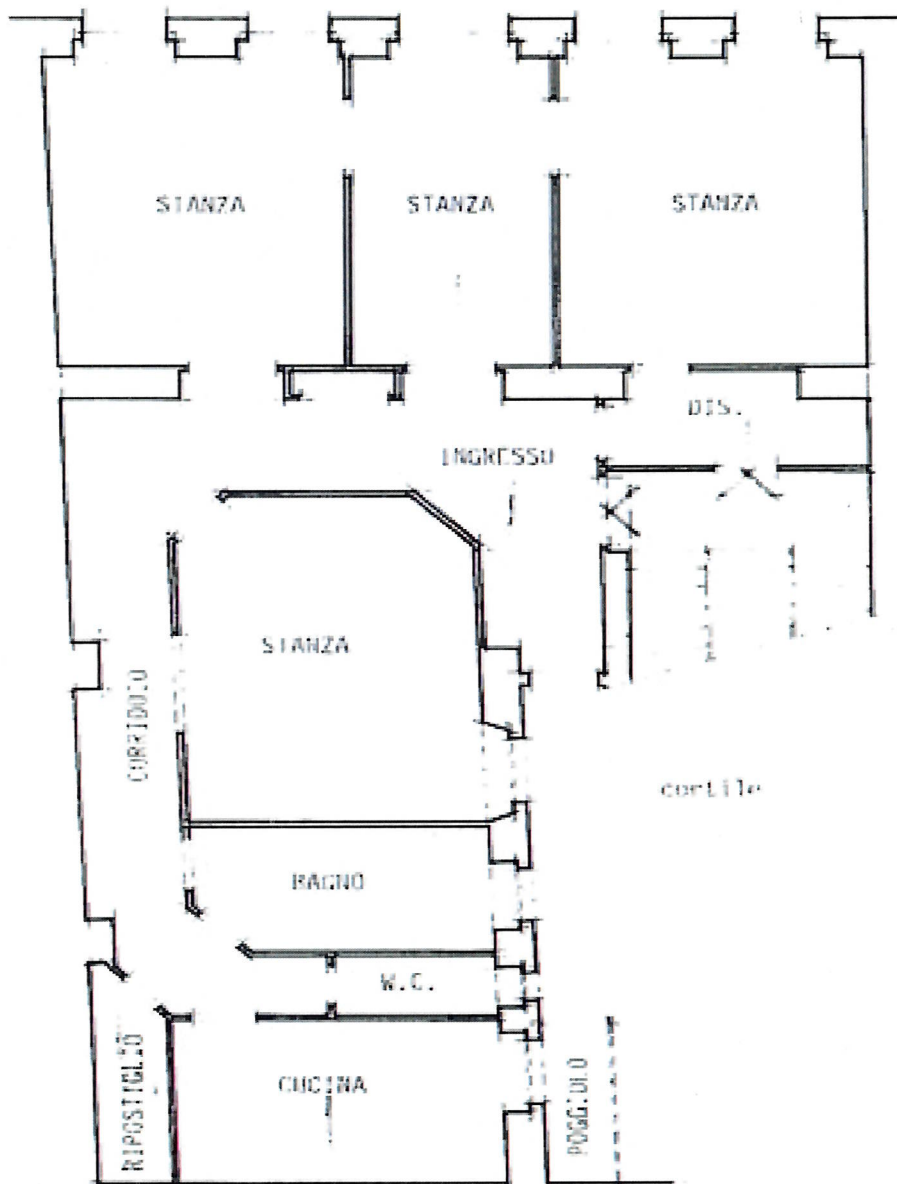 STANZA
STANZA
STANZA
DIS.
INGRESSO
STANZA
CORRIDOIO
cortile
BAGNO
W.C.
RIPOSTIGLIO
CUCINA
POGGIOLO